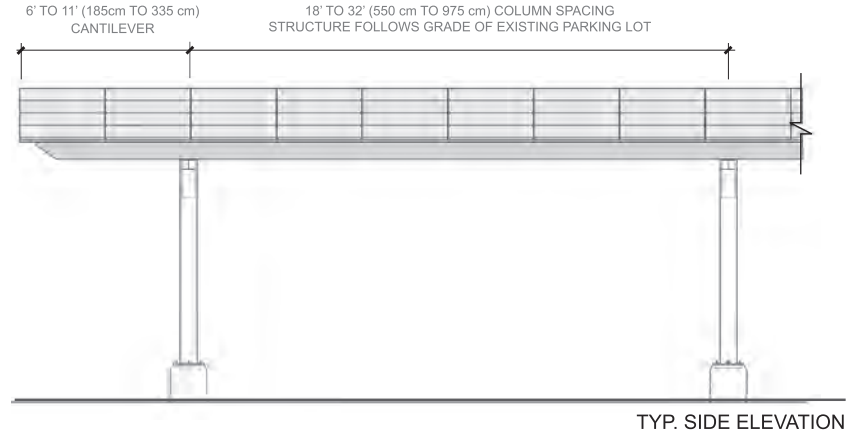 6’ TO 11’ (185cm TO 335 cm)
CANTILEVER
18’ TO 32’ (550 cm TO 975 cm) COLUMN SPACING
STRUCTURE FOLLOWS GRADE OF EXISTING PARKING LOT
TYP. SIDE ELEVATION